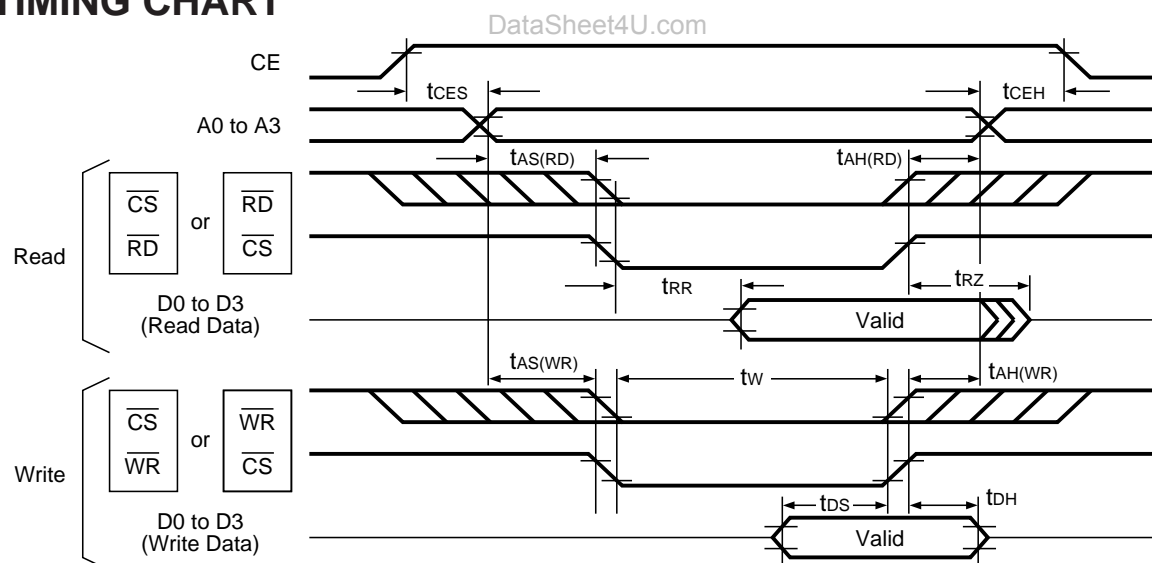 TIMING CHART
DataSheet4U.com
CE
tCES
tCEH
A0 to A3
tAS(RD)
tAH(RD)
Read
CS
RD
or
RD
CS
tRR
tRZ
D0 to D3
(Read Data)
Valid
tAS(WR)
tW
tAH(WR)
Write
CS
WR
or
WR
CS
tDS
tDH
D0 to D3
(Write Data)
Valid